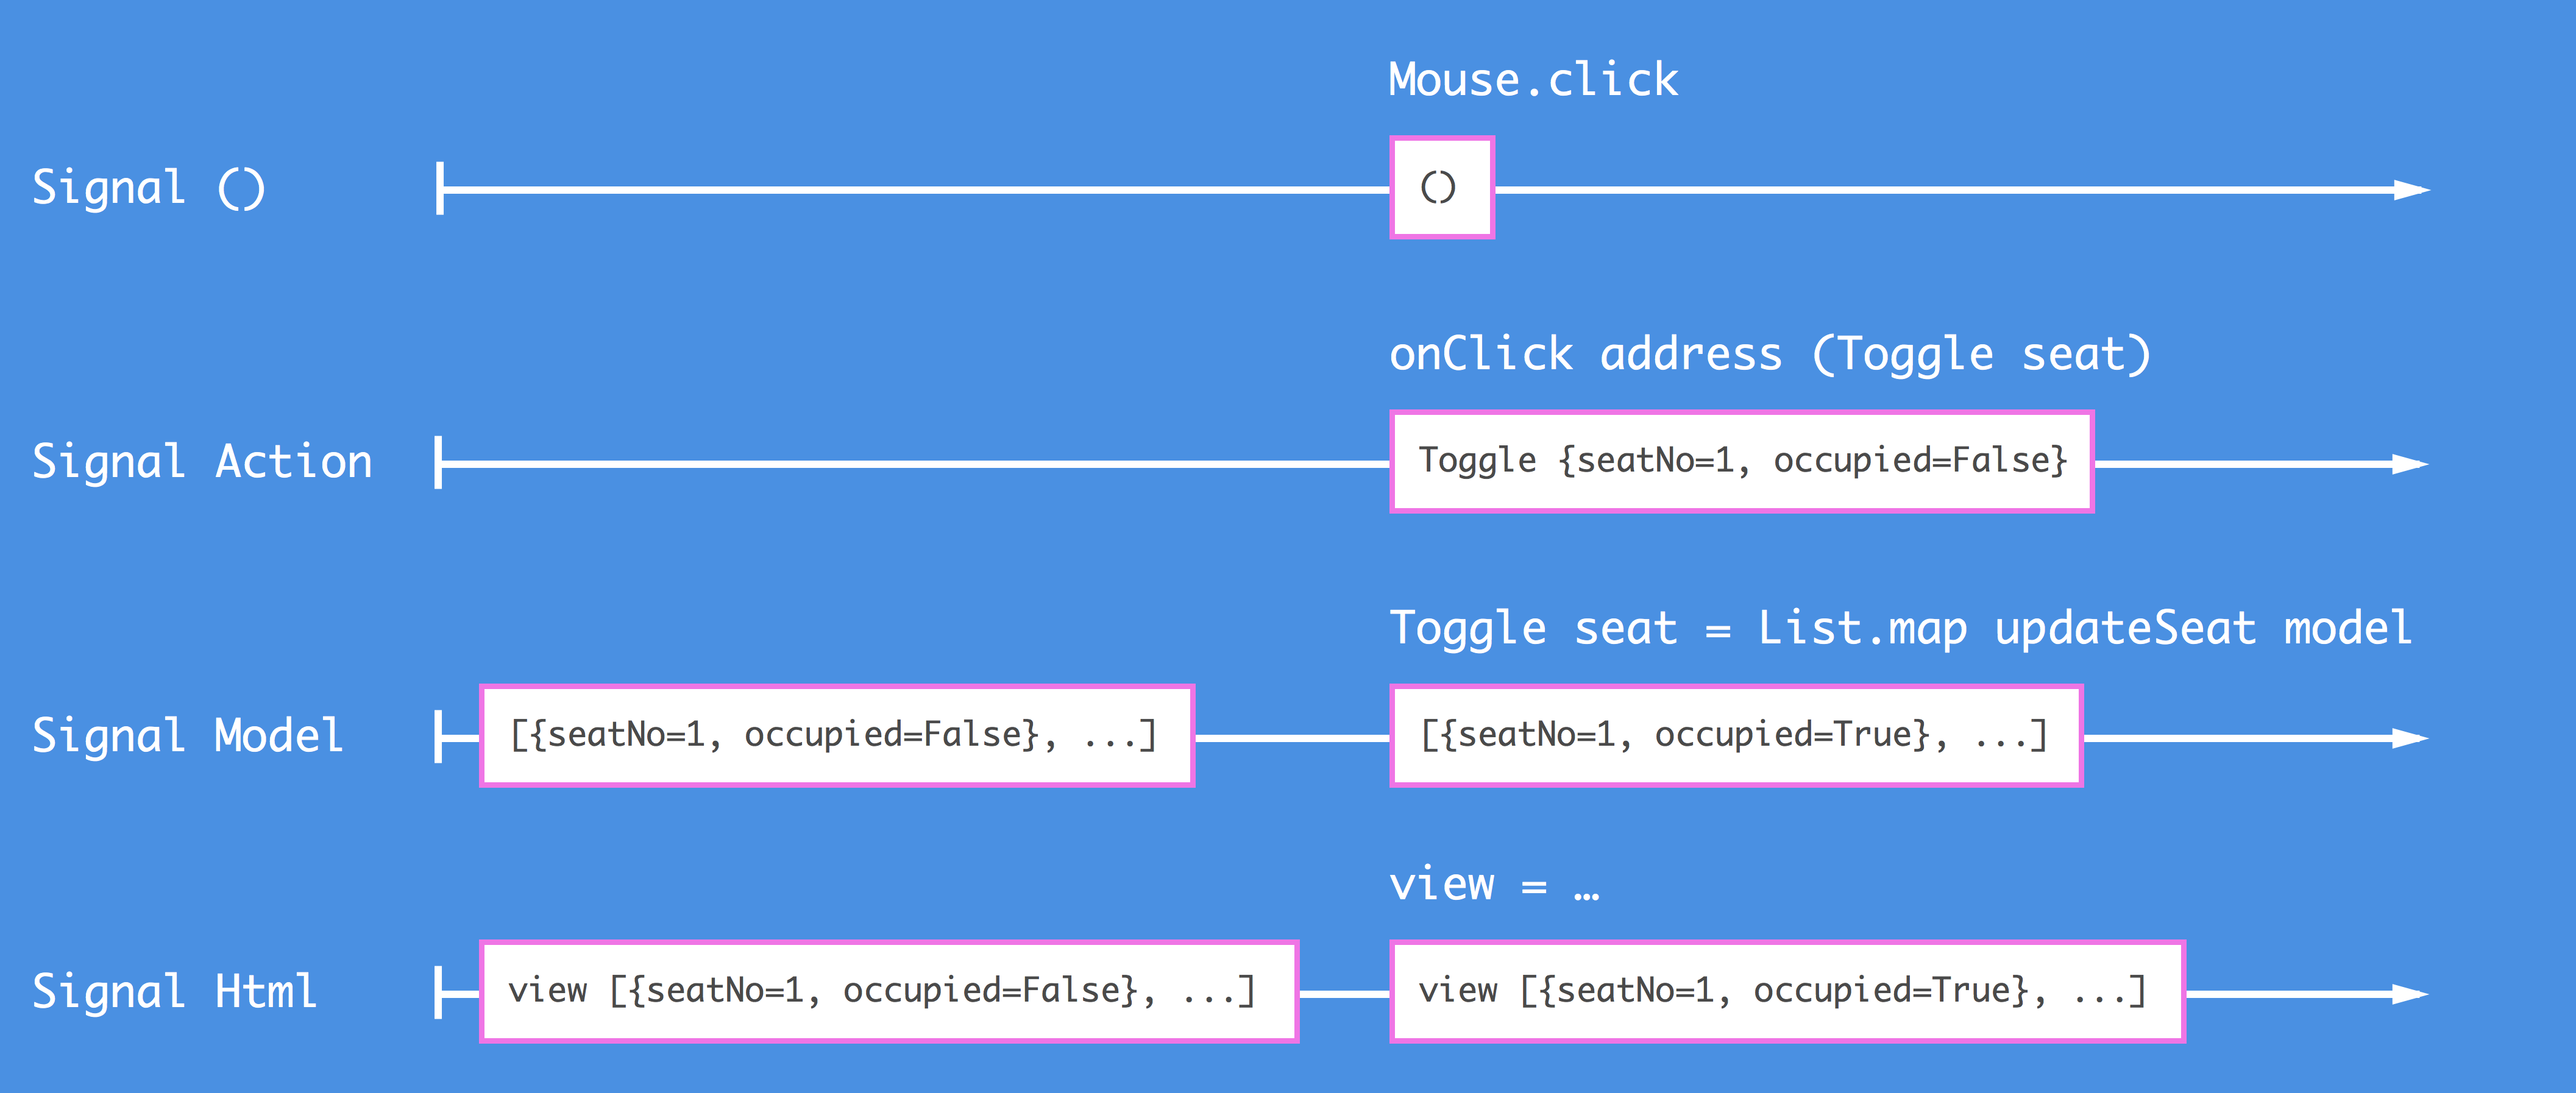 Mouse.click
Signal ()
()
onClick address (Toggle seat)
Signal Action
Toggle {seatNo=1, occupied=False}
Toggle seat = List.map updateSeat model
Signal Model
[{seatNo=1, occupied=False}, ...]
[{seatNo=1, occupied=True}, ...]
view = …
Signal Html
view [{seatNo=1, occupied=False}, ...]
view [{seatNo=1, occupied=True}, ...]